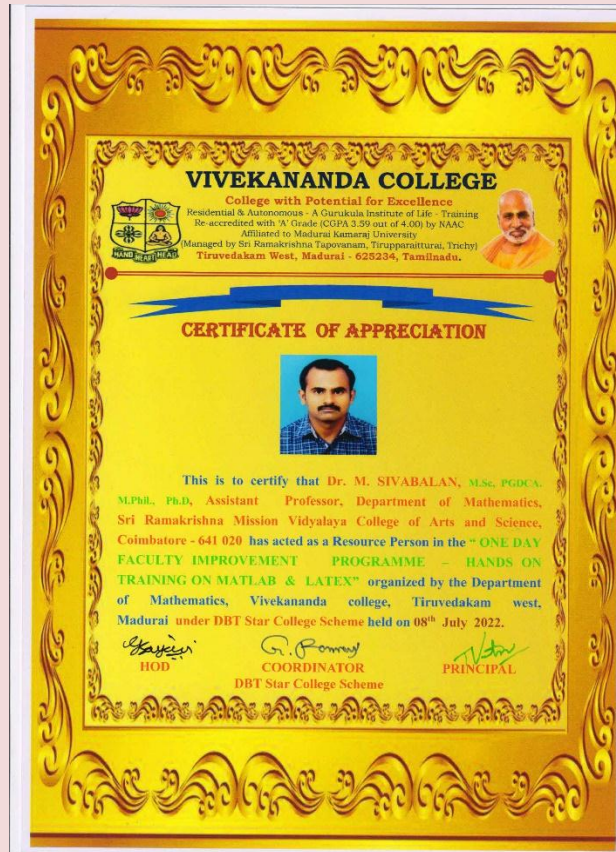 VIVEKANANDA COLLEGE
College with Potential for Excellence
Residential & Autonomous - A Gurukula Institute of Life - Training
Re-accredited with 'A' Grade (CGPA 3.59 out of 4.00) by NAAC
Affiliated to Madurai Kamaraj University
(Managed by Sri Ramakrishna Tapovanam, Tirupparaitturai, Trichy)
Tiruvedakam West, Madurai - 625234, Tamilnadu.
HAND HEART HEAD
CERTIFICATE OF APPRECIATION
This is to certify that Dr. M. SIVABALAN, M.Sc, PGDCA,
M.Phil., Ph.D, Assistant Professor, Department of Mathematics,
Sri Ramakrishna Mission Vidyalaya College of Arts and Science,
Coimbatore - 641 020 has acted as a Resource Person in the “ ONE DAY
FACULTY IMPROVEMENT PROGRAMME – HANDS ON
TRAINING ON MATLAB & LATEX” organized by the Department
of Mathematics, Vivekananda college, Tiruvedakam west,
Madurai under DBT Star College Scheme held on 08th July 2022.
HOD
COORDINATOR
DBT Star College Scheme
PRINCIPAL